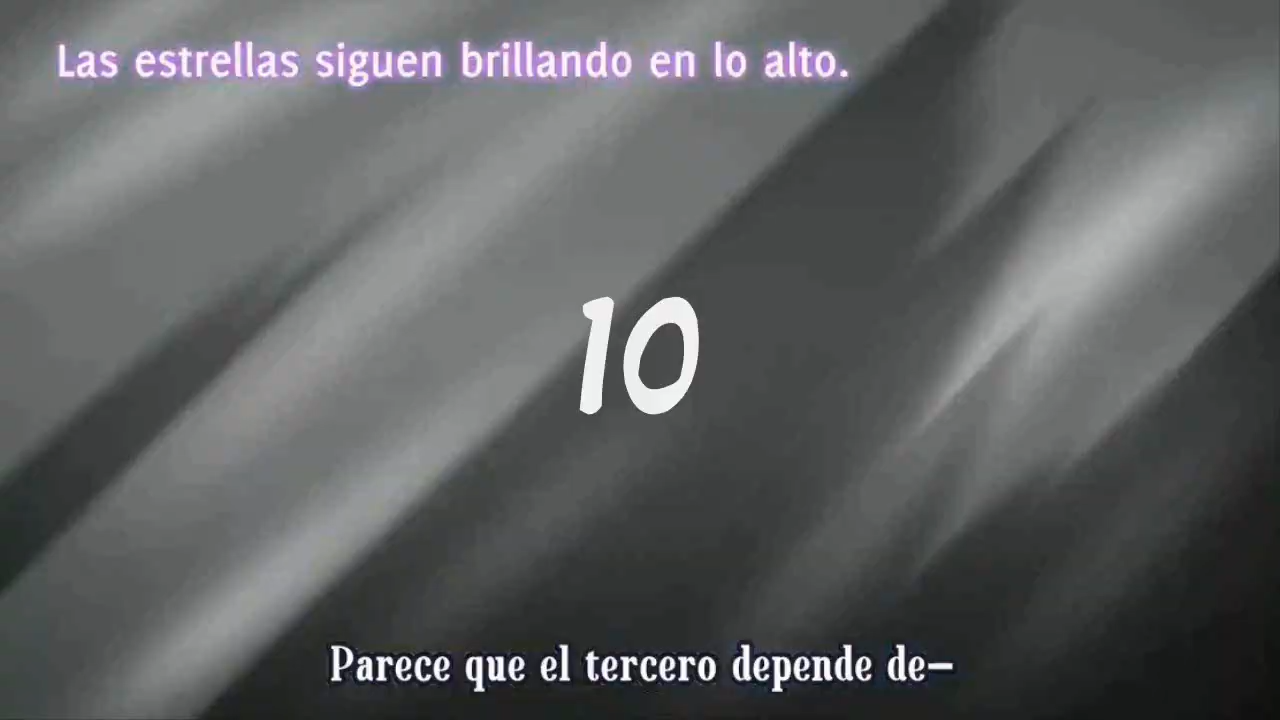 Las estrellas siguen brillando en lo alto.
10
Parece que el tercero depende de—